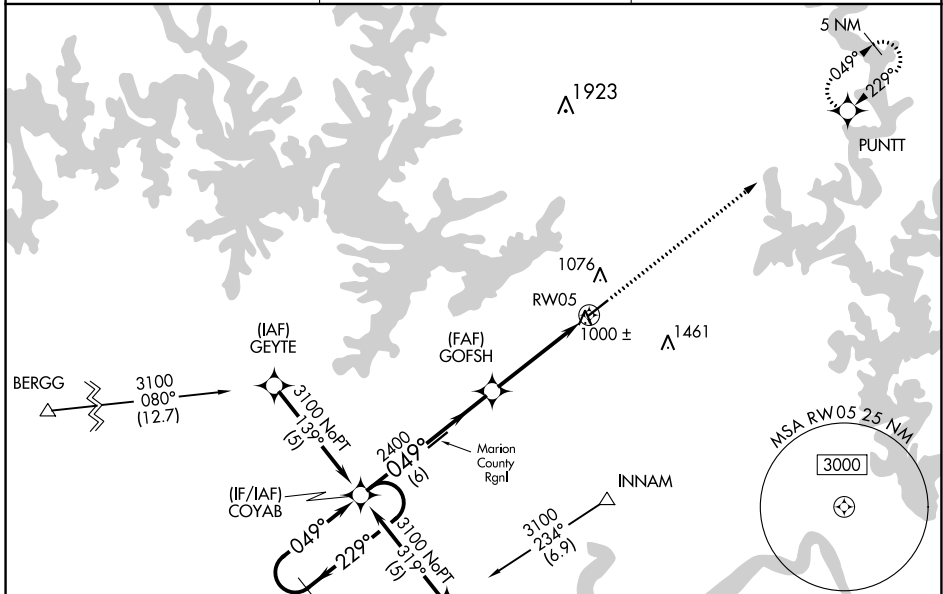 5 NM
049°
229°
PUNTT
1923
1076
RW05
1000 ±
1461
(IAF)
GEYTE
(FAF)
GOFSH
BERGG
3100
080°
(12.7)
3100 NoPT
139°
(5)
2400
049°
(6)
Marion
County
Rgnl
MSA RW05 25 NM
3000
(IF/IAF)
COYAB
INNAM
3100
234°
(6.9)
049°
229°
3100 NoPT
319°
(5)